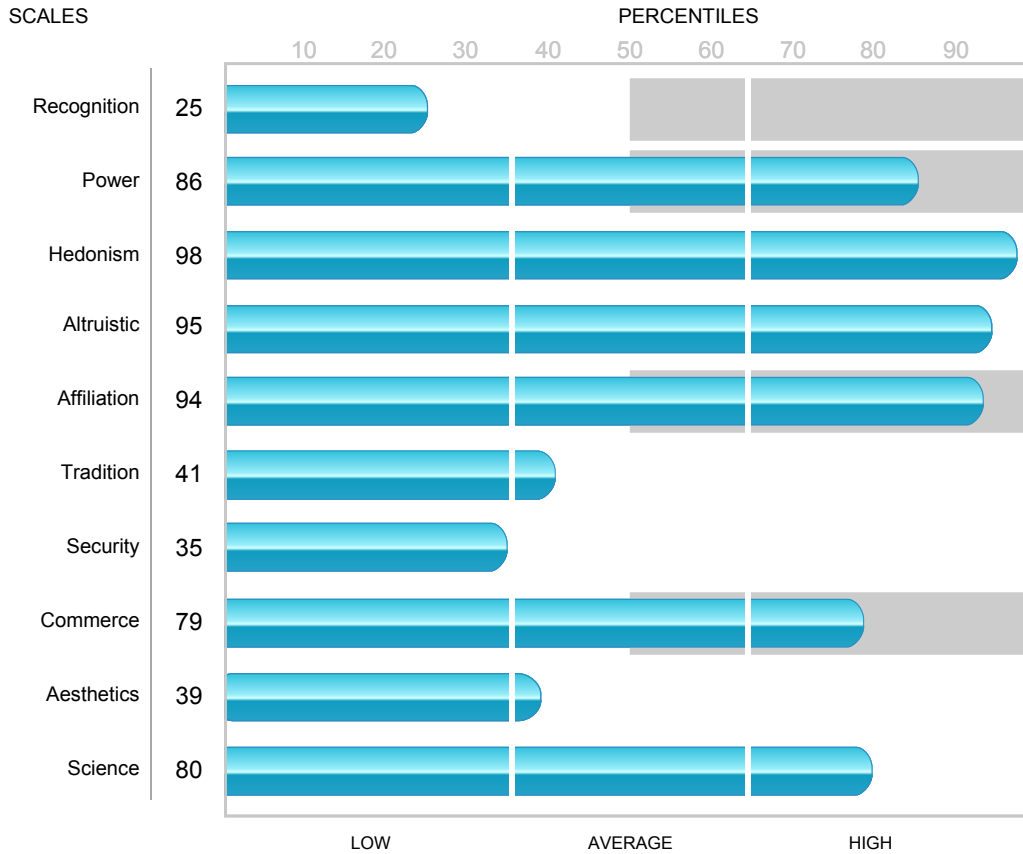 SCALES PERCENTILES
10 20 30 40 50 60 70 80 90
Recognition 25
Power 86
Hedonism 98
Altruistic 95
Affiliation 94
Tradition 41
Security 35
Commerce 79
Aesthetics 39
Science 80
LOW AVERAGE HIGH